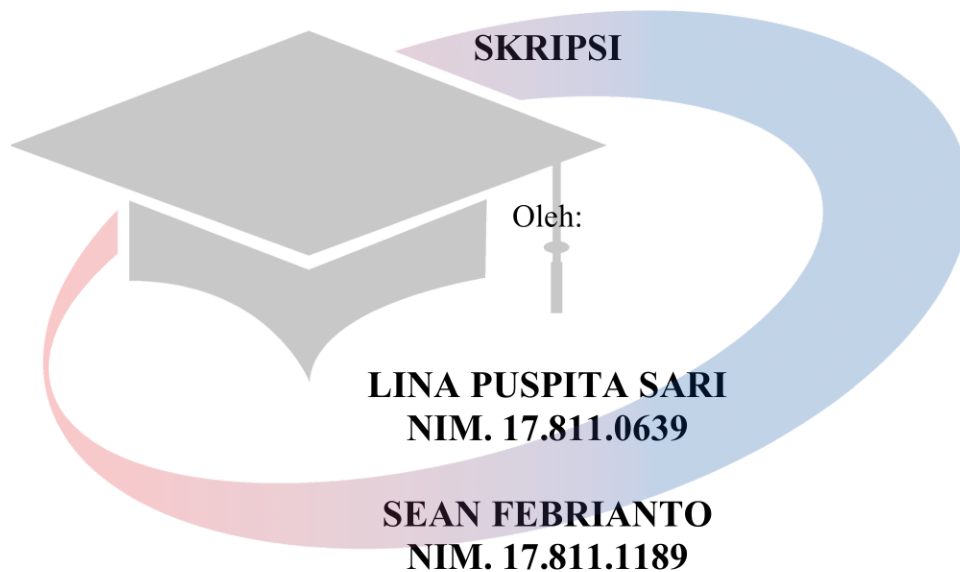 SKRIPSI
Oleh:
LINA PUSPITA SARI
NIM. 17.811.0639
SEAN FEBRIANTO
NIM. 17.811.1189